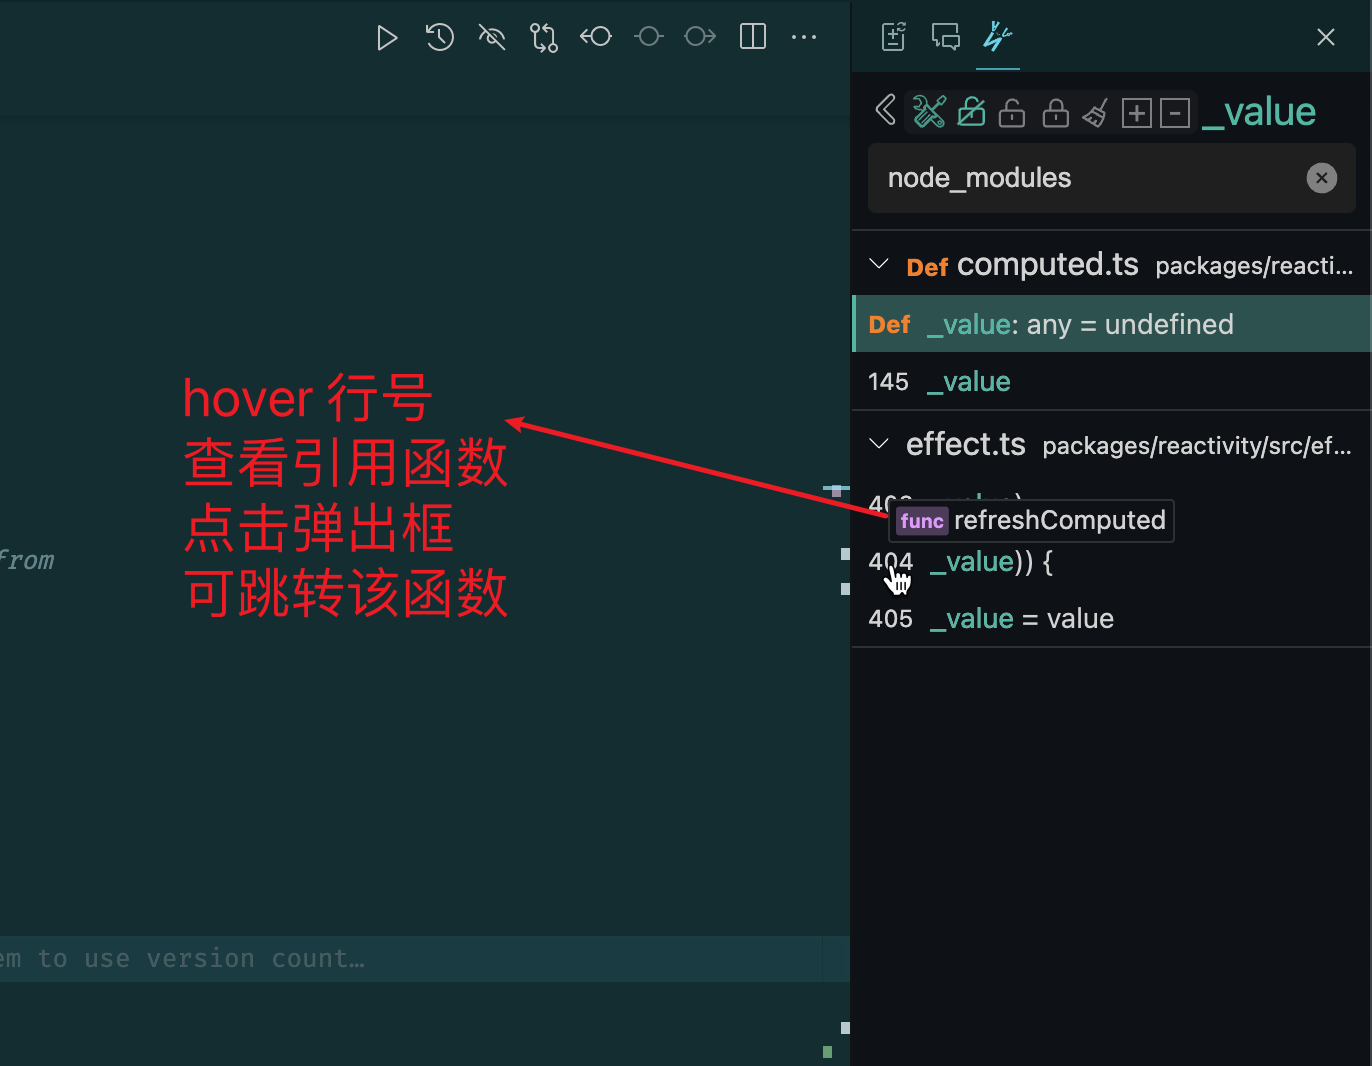 _value
node_modules
Def computed.ts packages/reacti...
Def _value: any = undefined
145 _value
effect.ts packages/reactivity/src/ef...
func refreshComputed
404 _value)) {
405 _value = value
hover 行号
查看引用函数
点击弹出框
可跳转该函数
from
em to use version count…